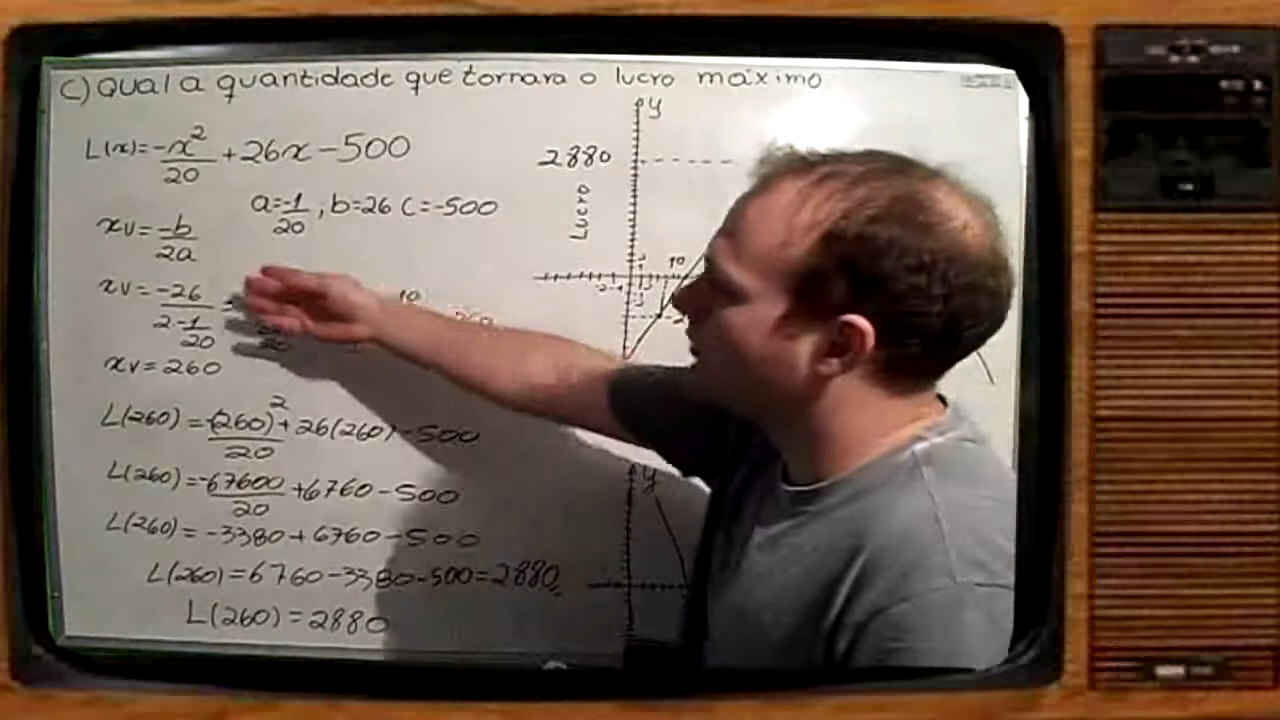 C) QUAL A quantidade que tornara o lucro máximo
L(x)=-x²/20 +26x-500
a=-1/20, b=26 C=-500
xv=-b/2a
xv=-26/2·-1/20
xv=260
L(260)=-(260)²/20+26(260)-500
L(260)=-67600/20+6760-500
L(260)=-3380+6760-500
L(260)=6760-3380-500=2880
L(260)=2880
y
2880
Lucro
10
y